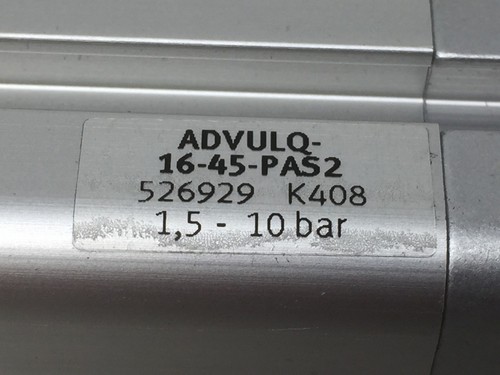 ADVULQ-
16-45-PAS2
526929 K408
1,5 - 10 bar